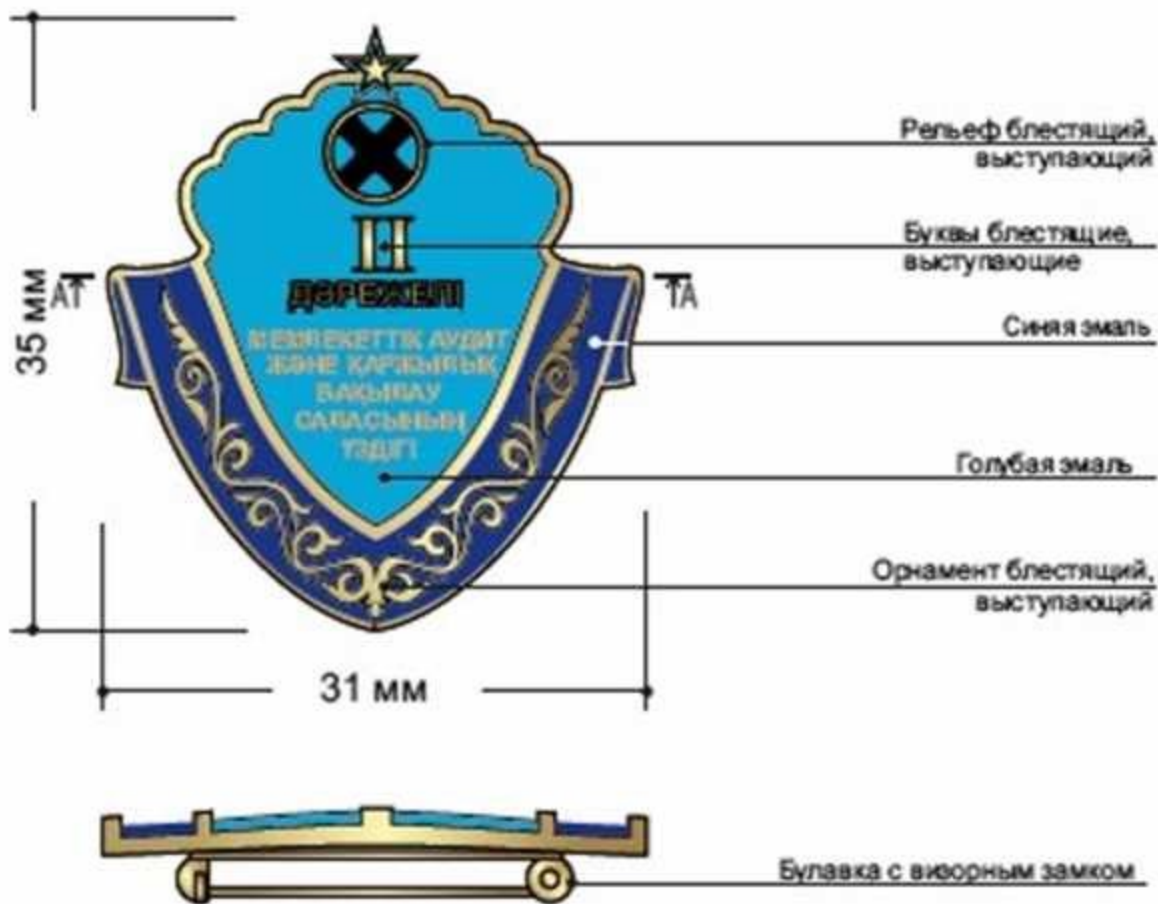 Рельеф блестящий,
выступающий
II
Буквы блестящие,
выступающие
АТ
ТА
ДӘРЕЖЕЛІ
35 мм
Синяя эмаль
МЕМЛЕКЕТТІК АУДИТ
ЖӘНЕ ҚАРЖЫЛЫҚ
БАҚЫЛАУ
САЛАСЫНЫҢ
ҮЗДІГІ
Голубая эмаль
Орнамент блестящий,
выступающий
31 мм
Булавка с визорным замком